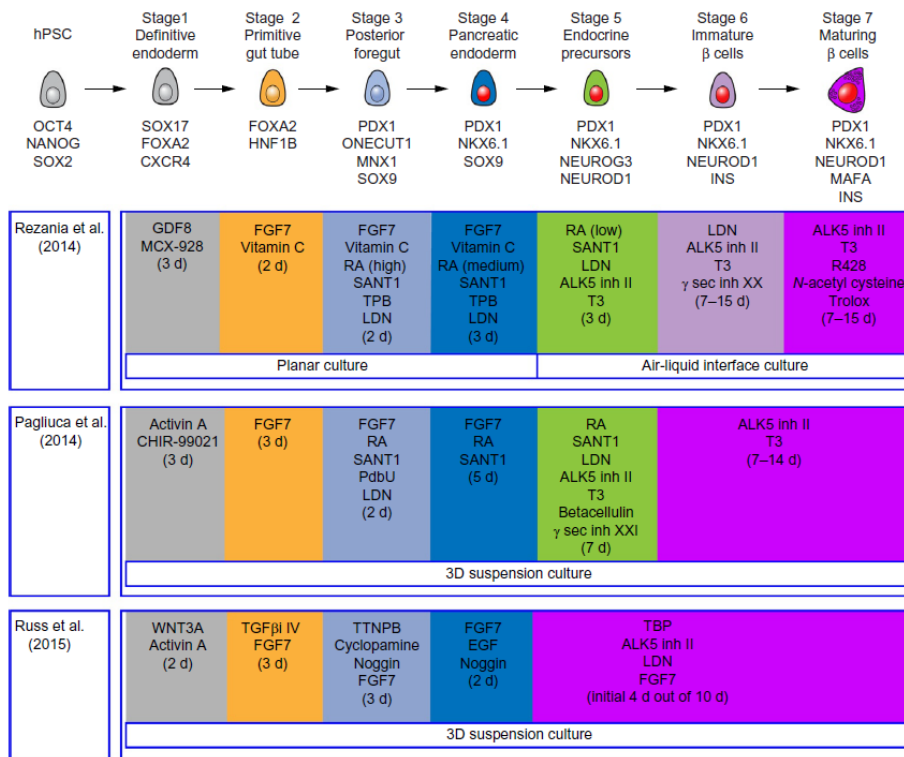 hPSC
Stage1
Definitive
endoderm
Stage 2
Primitive
gut tube
Stage 3
Posterior
foregut
Stage 4
Pancreatic
endoderm
Stage 5
Endocrine
precursors
Stage 6
Immature
β cells
Stage 7
Maturing
β cells
OCT4
NANOG
SOX2
SOX17
FOXA2
CXCR4
FOXA2
HNF1B
PDX1
ONECUT1
MNX1
SOX9
PDX1
NKX6.1
SOX9
PDX1
NKX6.1
NEUROG3
NEUROD1
PDX1
NKX6.1
NEUROD1
INS
PDX1
NKX6.1
NEUROD1
MAFA
INS
Rezania et al.
(2014)
GDF8
MCX-928
(3 d)
FGF7
Vitamin C
(2 d)
FGF7
Vitamin C
RA (high)
SANT1
TPB
LDN
(2 d)
FGF7
Vitamin C
RA (medium)
SANT1
TPB
LDN
(3 d)
RA (low)
SANT1
LDN
ALK5 inh II
T3
(3 d)
LDN
ALK5 inh II
T3
γ sec inh XX
(7–15 d)
ALK5 inh II
T3
R428
N-acetyl cysteine
Trolox
(7–15 d)
Planar culture
Air-liquid interface culture
Pagliuca et al.
(2014)
Activin A
CHIR-99021
(3 d)
FGF7
(3 d)
FGF7
RA
SANT1
PdbU
LDN
(2 d)
FGF7
RA
SANT1
(5 d)
RA
SANT1
LDN
ALK5 inh II
T3
Betacellulin
γ sec inh XXI
(7 d)
ALK5 inh II
T3
(7–14 d)
3D suspension culture
Russ et al.
(2015)
WNT3A
Activin A
(2 d)
TGFβi IV
FGF7
(3 d)
TTNPB
Cyclopamine
Noggin
FGF7
(3 d)
FGF7
EGF
Noggin
(2 d)
TBP
ALK5 inh II
LDN
FGF7
(initial 4 d out of 10 d)
3D suspension culture